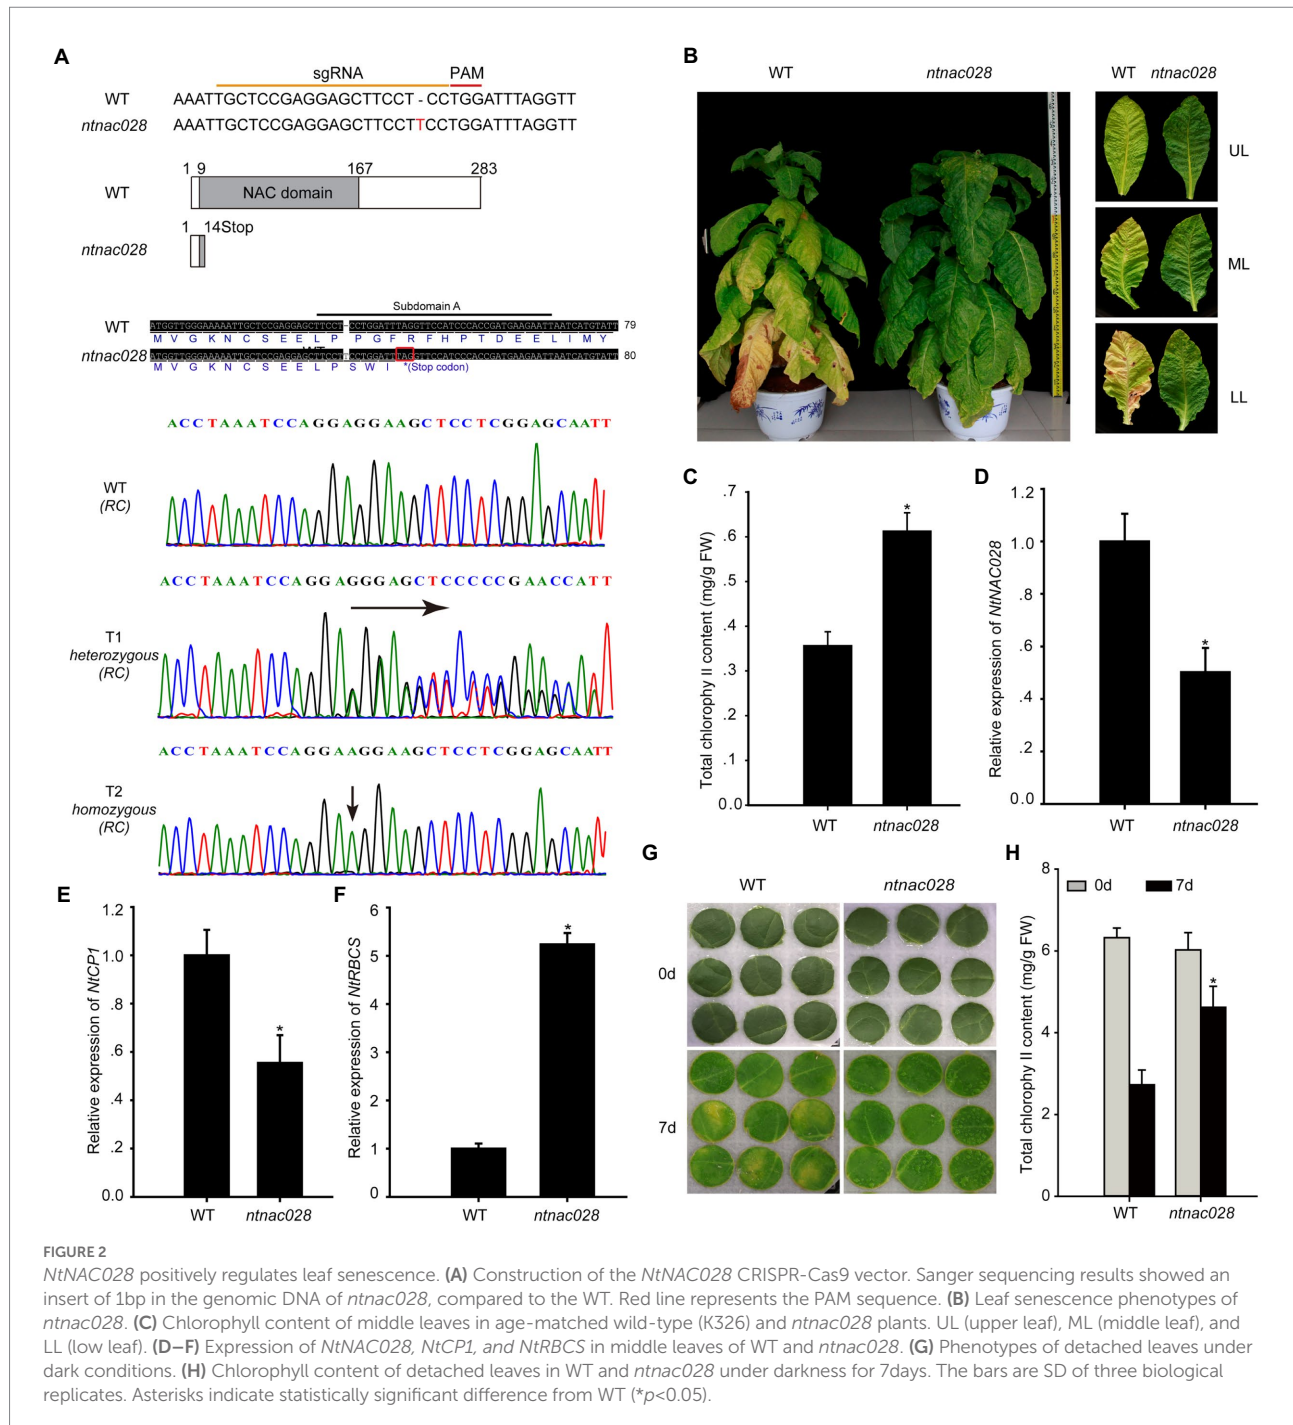 A
sgRNA PAM
WT AAATTGCTCCGAGGAGCTTCCT - CCTGGATTTAGGTT
ntnac028 AAATTGCTCCGAGGAGCTTCCTTCCTGGATTTAGGTT
1 9 167 283
WT NAC domain
1 14Stop
ntnac028
Subdomain A
WT ATGGTTGGGAAAAATTGCTCCGAGGAGCTTCCT-CCTGGATTTAGGTTCCATCCCACCGATGAAGAATTAATCATGTATT 79
M V G K N C S E E L P P G F R F H P T D E E L I M Y
WT
ntnac028 ATGGTTGGGAAAAATTGCTCCGAGGAGCTTCCTTCCTGGATTTAGGTTCCATCCCACCGATGAAGAATTAATCATGTATT 80
M V G K N C S E E L P S W I *(Stop codon)
ACCTAAATCCAGGAGGAAGCTCCTCGGAGCAATT
WT
(RC)
ACCTAAATCCAGGAGGGAGCTCCCCCGAACCATT
T1
heterozygous
(RC)
ACCTAAATCCAGGAAGGAAGCTCCTCGGAGCAATT
T2
homozygous
(RC)
B
WT ntnac028
WT ntnac028
UL
ML
LL
C
Total chlorophy II content (mg/g FW)
.7
.6
.5
.4
.3
.2
.1
0.0
*
WT ntnac028
D
Relative expression of NtNAC028
1.2
1.0
.8
.6
.4
.2
0.0
*
WT ntnac028
E
Relative expression of NtCP1
1.2
1.0
.8
.6
.4
.2
0.0
*
WT ntnac028
F
Relative expression of NtRBCS
6
5
4
3
2
1
0
*
WT ntnac028
G
WT ntnac028
0d
7d
H
Total chlorophy II content (mg/g FW)
8
6
4
2
0
0d 7d
*
WT ntnac028
FIGURE 2
NtNAC028 positively regulates leaf senescence. (A) Construction of the NtNAC028 CRISPR-Cas9 vector. Sanger sequencing results showed an
insert of 1bp in the genomic DNA of ntnac028, compared to the WT. Red line represents the PAM sequence. (B) Leaf senescence phenotypes of
ntnac028. (C) Chlorophyll content of middle leaves in age-matched wild-type (K326) and ntnac028 plants. UL (upper leaf), ML (middle leaf), and
LL (low leaf). (D–F) Expression of NtNAC028, NtCP1, and NtRBCS in middle leaves of WT and ntnac028. (G) Phenotypes of detached leaves under
dark conditions. (H) Chlorophyll content of detached leaves in WT and ntnac028 under darkness for 7days. The bars are SD of three biological
replicates. Asterisks indicate statistically significant difference from WT (*p<0.05).